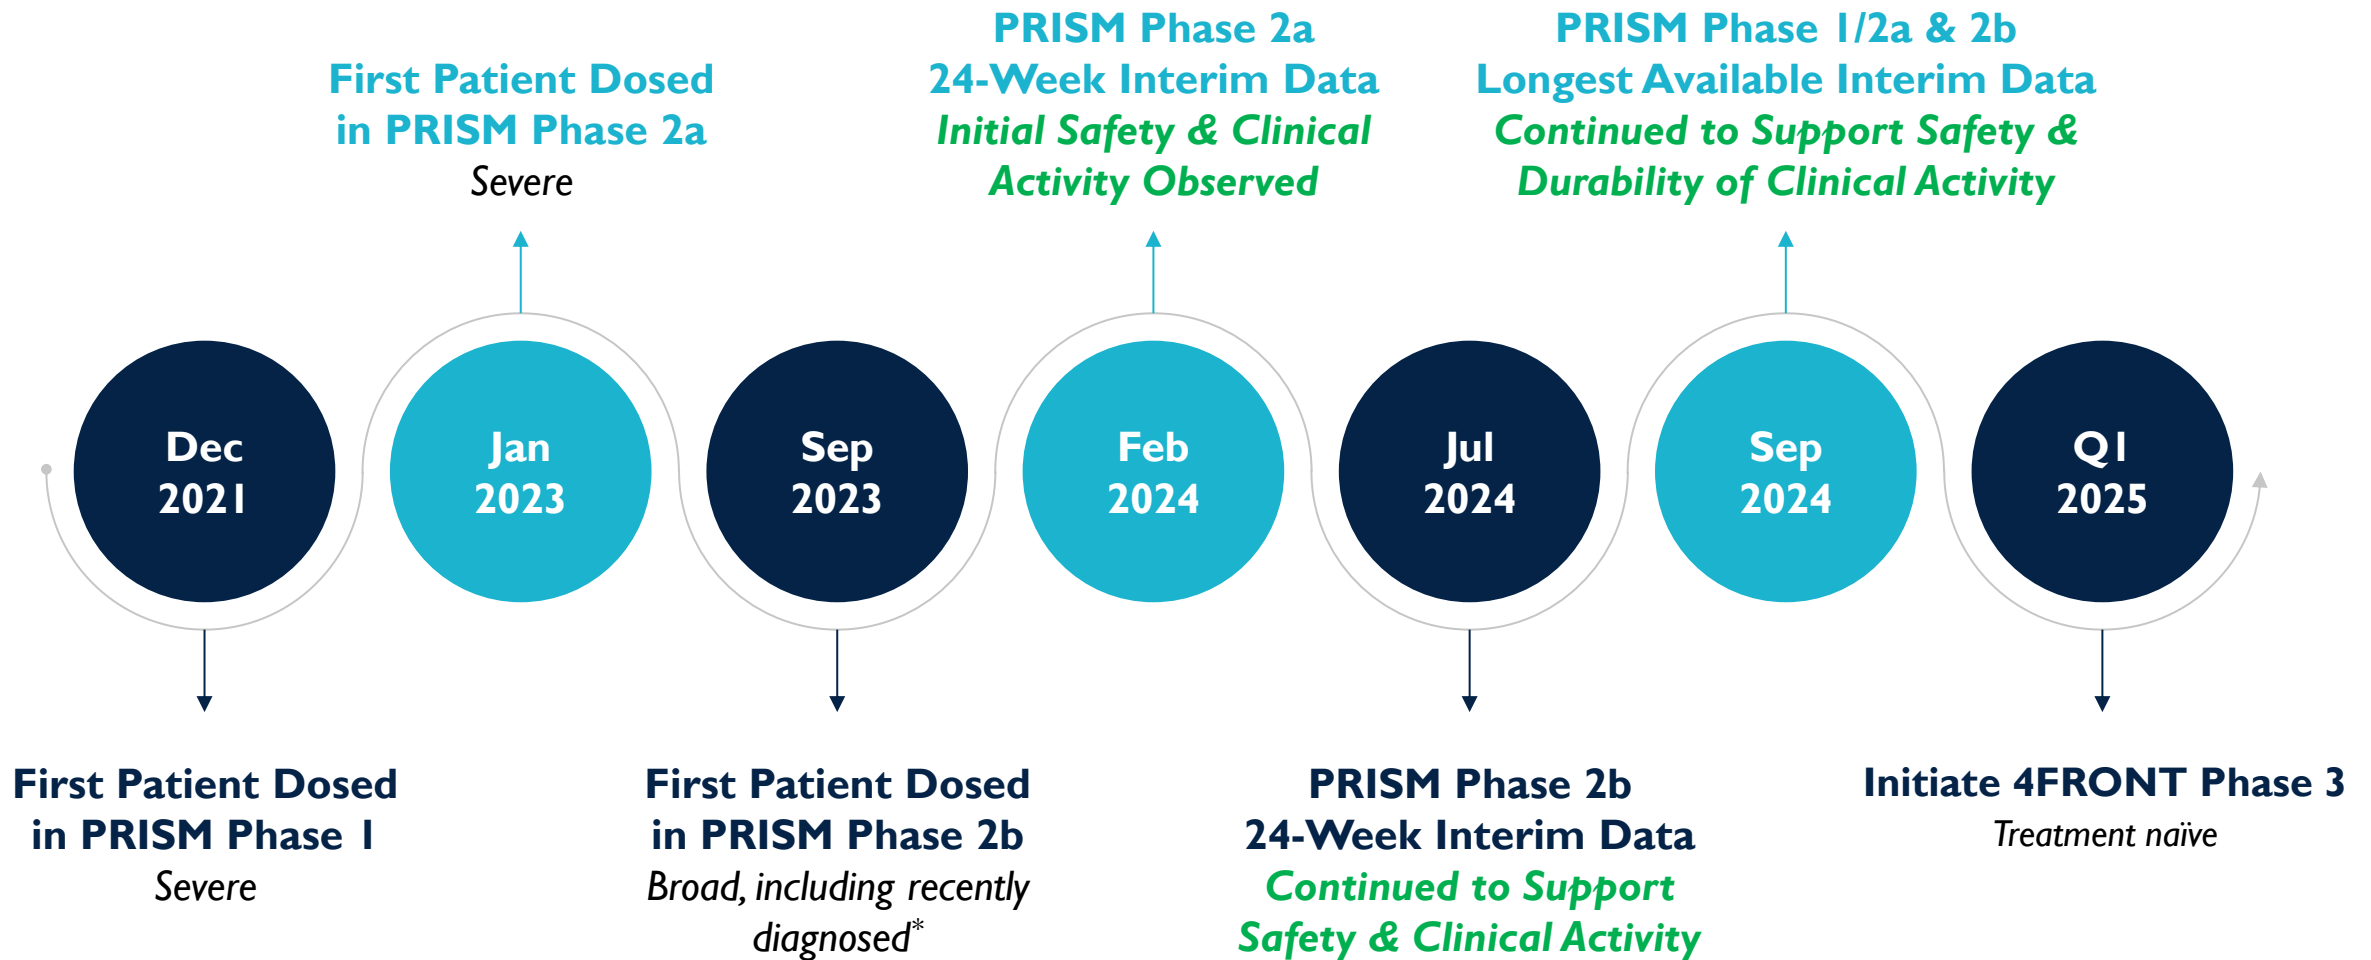 First Patient Dosed
in PRISM Phase 2a
Severe
PRISM Phase 2a
24-Week Interim Data
Initial Safety & Clinical
Activity Observed
PRISM Phase 1/2a & 2b
Longest Available Interim Data
Continued to Support Safety &
Durability of Clinical Activity
Dec
2021
Jan
2023
Sep
2023
Feb
2024
Jul
2024
Sep
2024
Q1
2025
First Patient Dosed
in PRISM Phase 1
Severe
First Patient Dosed
in PRISM Phase 2b
Broad, including recently
diagnosed*
PRISM Phase 2b
24-Week Interim Data
Continued to Support
Safety & Clinical Activity
Initiate 4FRONT Phase 3
Treatment naïve